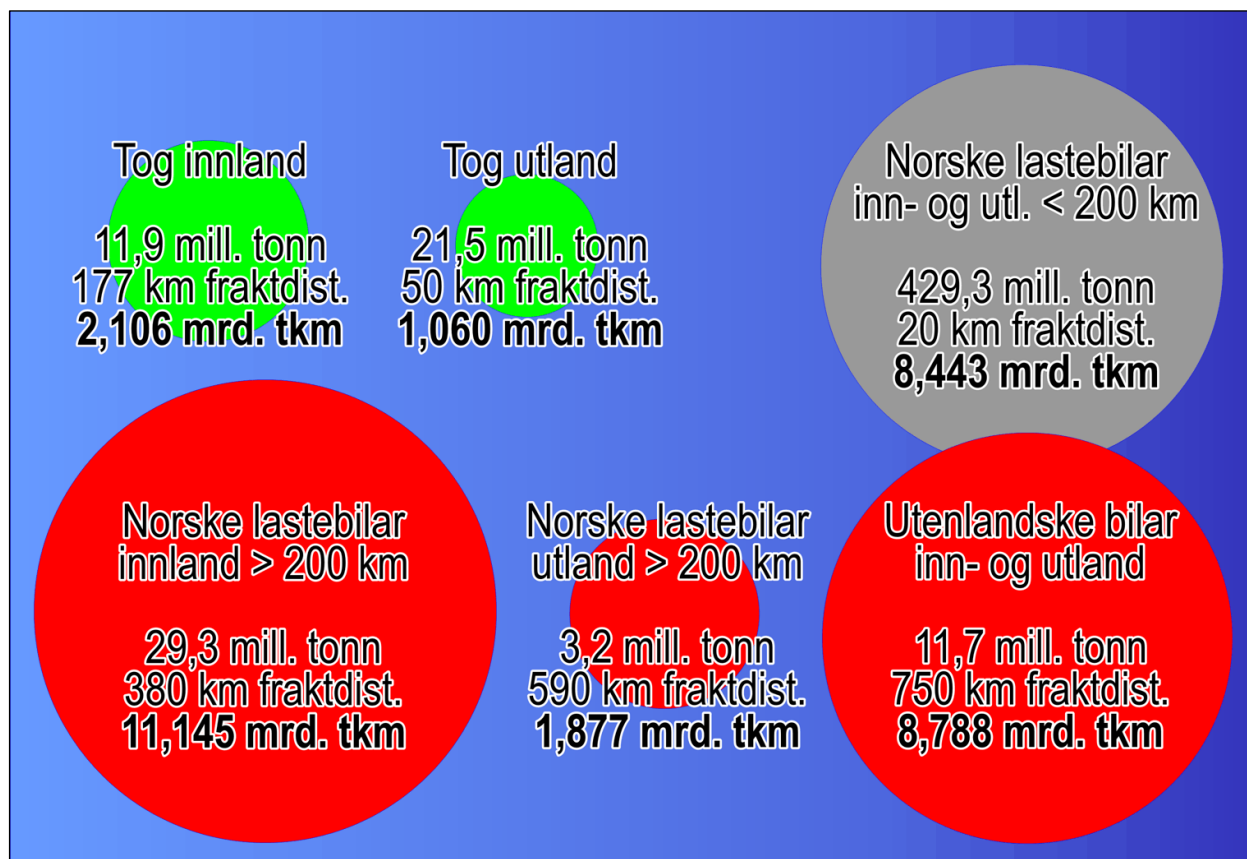 Tog innland
11,9 mill. tonn
177 km fraktdist.
2,106 mrd. tkm
Tog utland
21,5 mill. tonn
50 km fraktdist.
1,060 mrd. tkm
Norske lastebilar
inn- og utl. < 200 km
429,3 mill. tonn
20 km fraktdist.
8,443 mrd. tkm
Norske lastebilar
innland > 200 km
29,3 mill. tonn
380 km fraktdist.
11,145 mrd. tkm
Norske lastebilar
utland > 200 km
3,2 mill. tonn
590 km fraktdist.
1,877 mrd. tkm
Utenlandske bilar
inn- og utland
11,7 mill. tonn
750 km fraktdist.
8,788 mrd. tkm